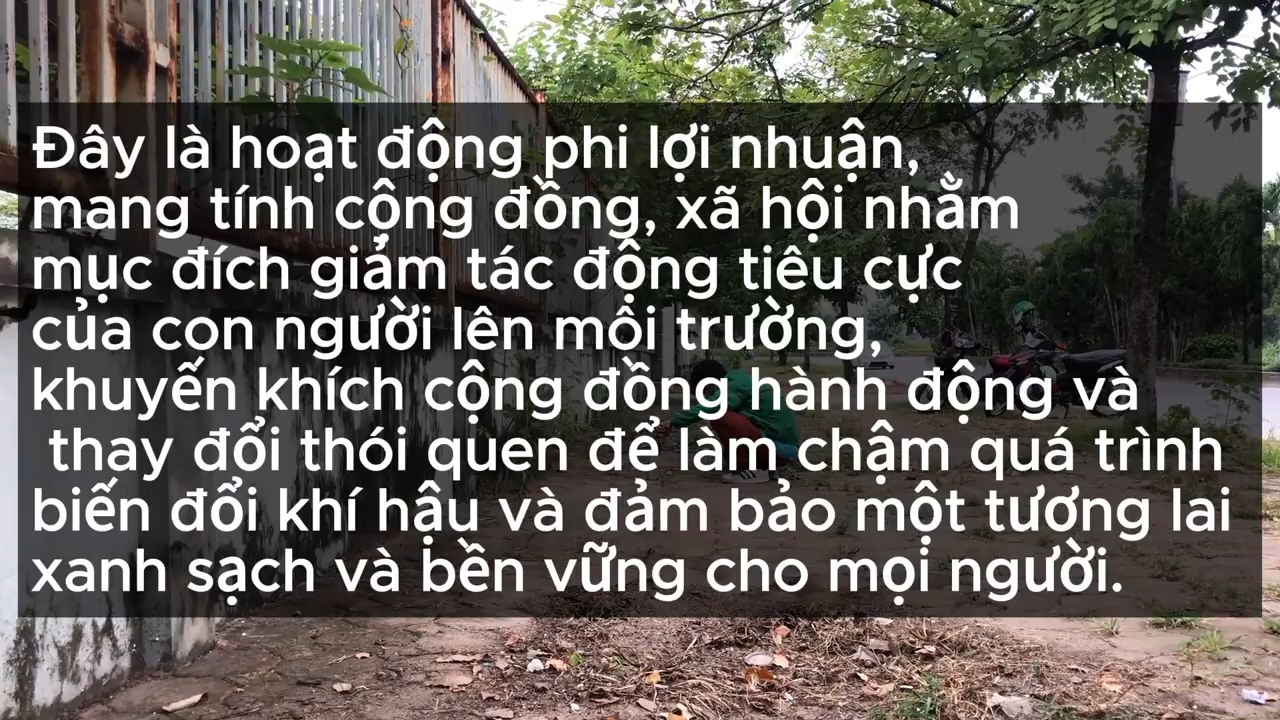 Đây là hoạt động phi lợi nhuận,
mang tính cộng đồng, xã hội nhằm
mục đích giảm tác động tiêu cực
của con người lên môi trường,
khuyến khích cộng đồng hành động và
thay đổi thói quen để làm chậm quá trình
biến đổi khí hậu và đảm bảo một tương lai
xanh sạch và bền vững cho mọi người.